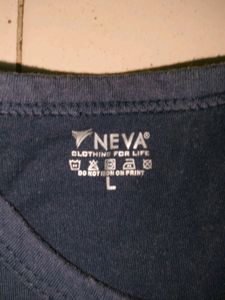 NEVA®
CLOTHING FOR LIFE
DO NOT IRON ON PRINT
L